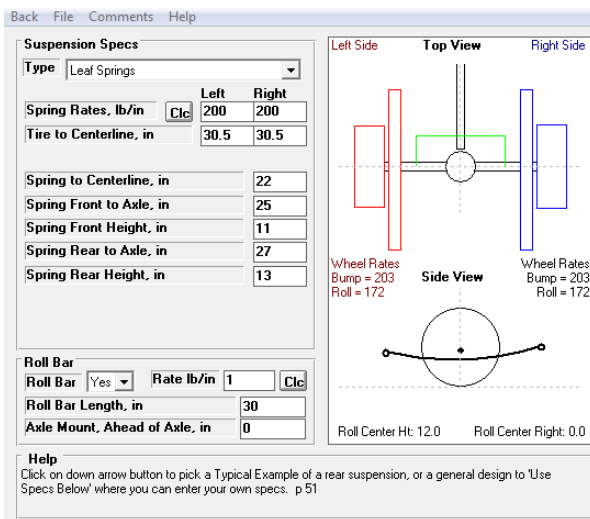 Back File Comments Help
Suspension Specs
Type Leaf Springs
Left Right
Spring Rates, lb/in Clc 200 200
Tire to Centerline, in 30.5 30.5
Spring to Centerline, in 22
Spring Front to Axle, in 25
Spring Front Height, in 11
Spring Rear to Axle, in 27
Spring Rear Height, in 13
Roll Bar
Roll Bar Yes Rate lb/in 1 Clc
Roll Bar Length, in 30
Axle Mount, Ahead of Axle, in 0
Left Side Top View Right Side
Wheel Rates
Bump = 203
Roll = 172
Side View
Wheel Rates
Bump = 203
Roll = 172
Roll Center Ht: 12.0 Roll Center Right: 0.0
Help
Click on down arrow button to pick a Typical Example of a rear suspension, or a general design to 'Use
Specs Below' where you can enter your own specs. p 51